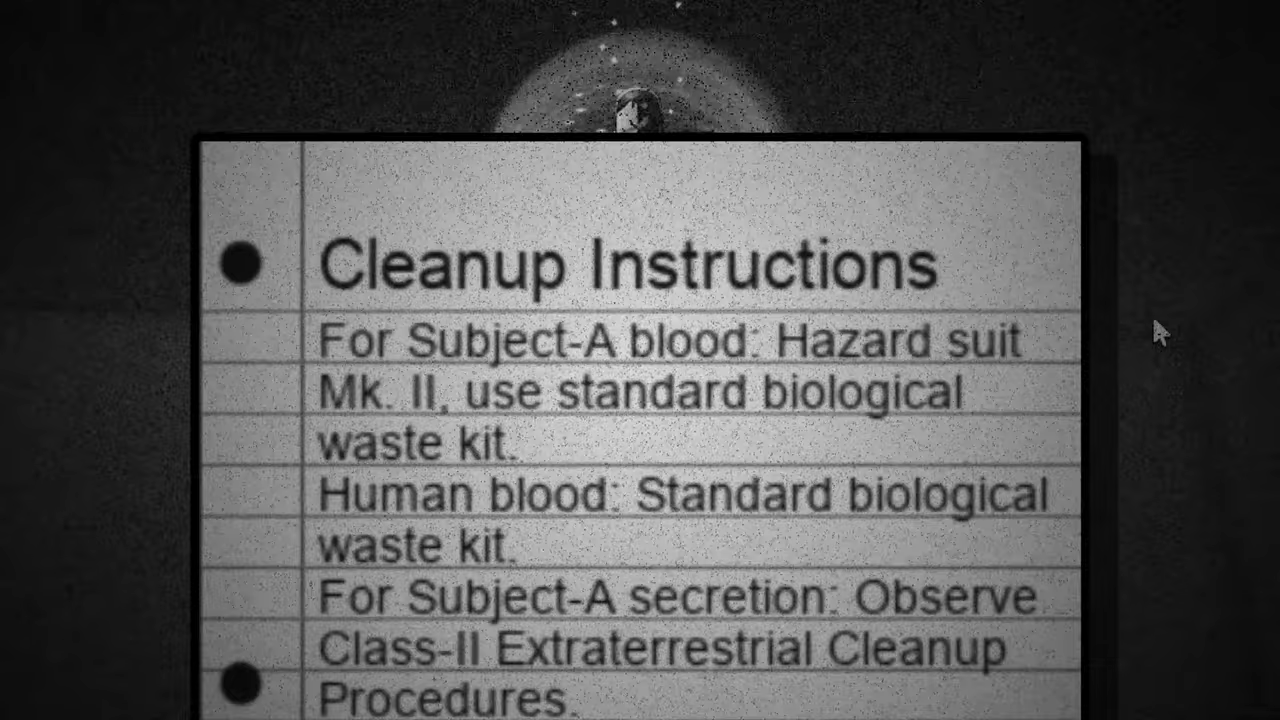 Cleanup Instructions
For Subject-A blood: Hazard suit
Mk. II, use standard biological
waste kit.
Human blood: Standard biological
waste kit.
For Subject-A secretion: Observe
Class-II Extraterrestrial Cleanup
Procedures.